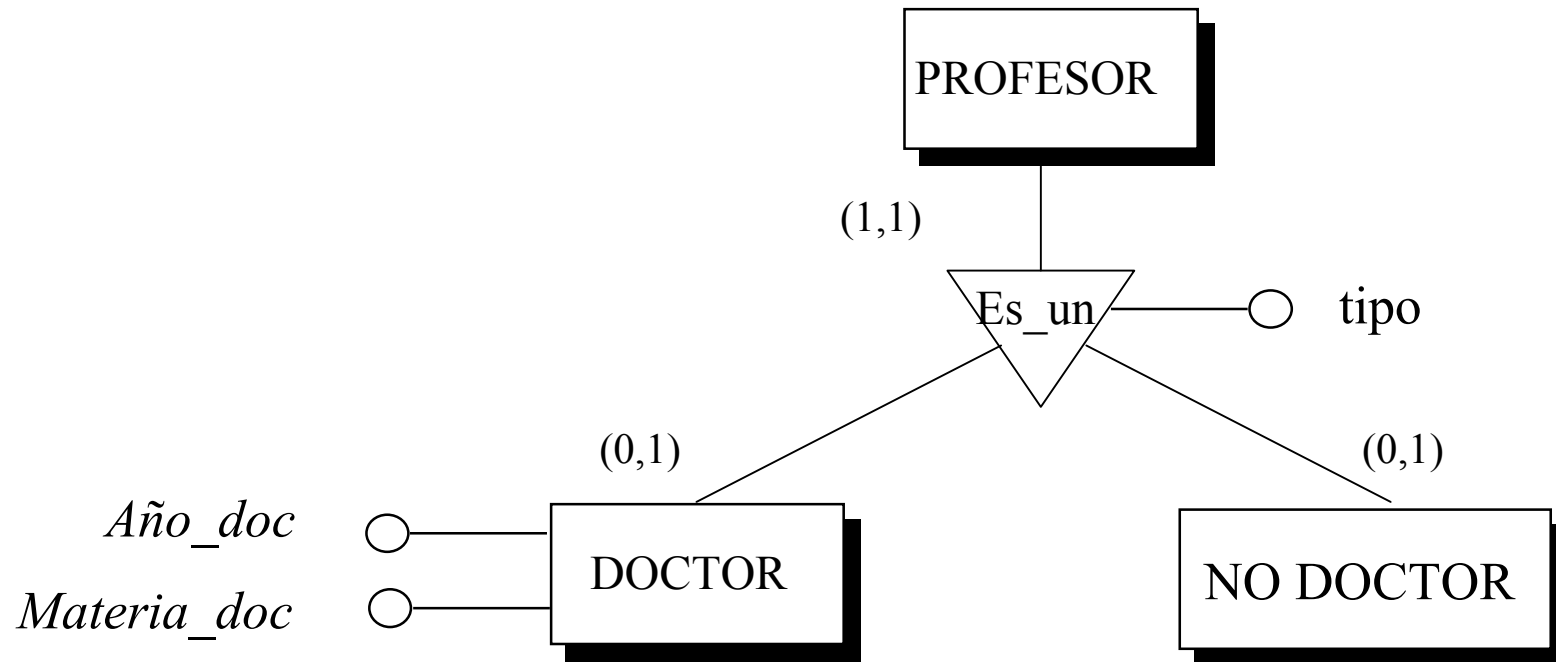 PROFESOR
(1,1)
Es_un
tipo
(0,1)
(0,1)
Año_doc
DOCTOR
NO DOCTOR
Materia_doc